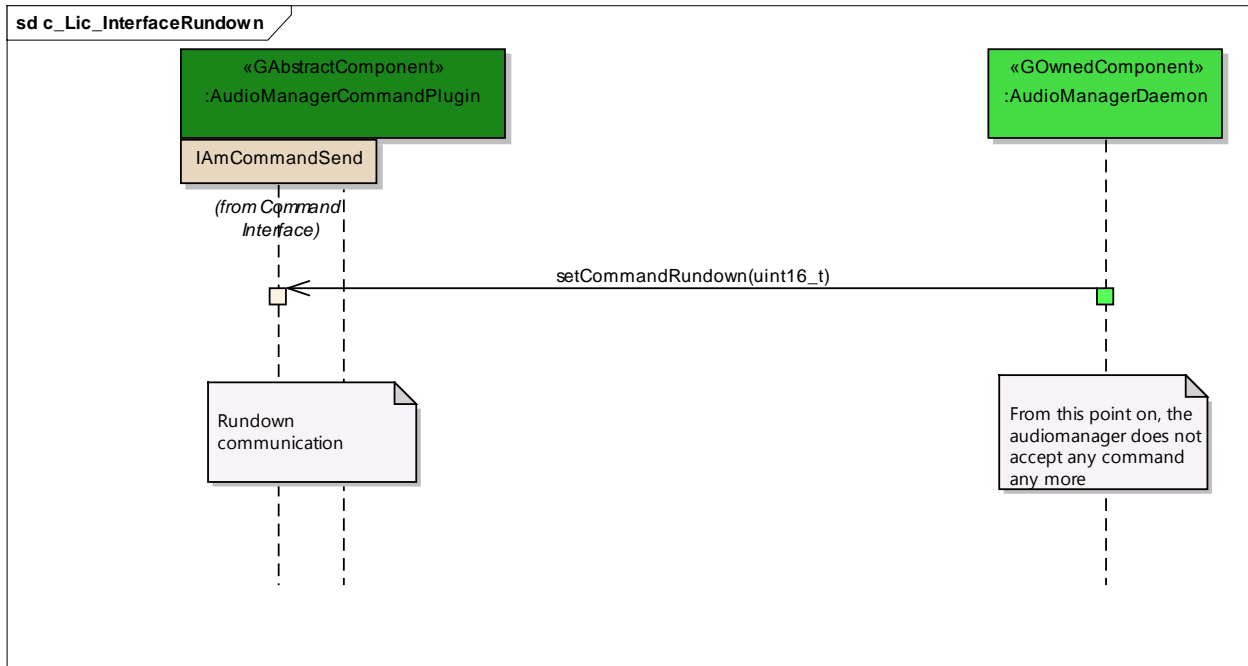 sd c_Lic_InterfaceRundown
«GAbstractComponent»
:AudioManagerCommandPlugin
«GOwnedComponent»
:AudioManagerDaemon
IAmCommandSend
(from Command
Interface)
setCommandRundown(uint16_t)
Rundown
communication
From this point on, the
audiomanager does not
accept any command
any more